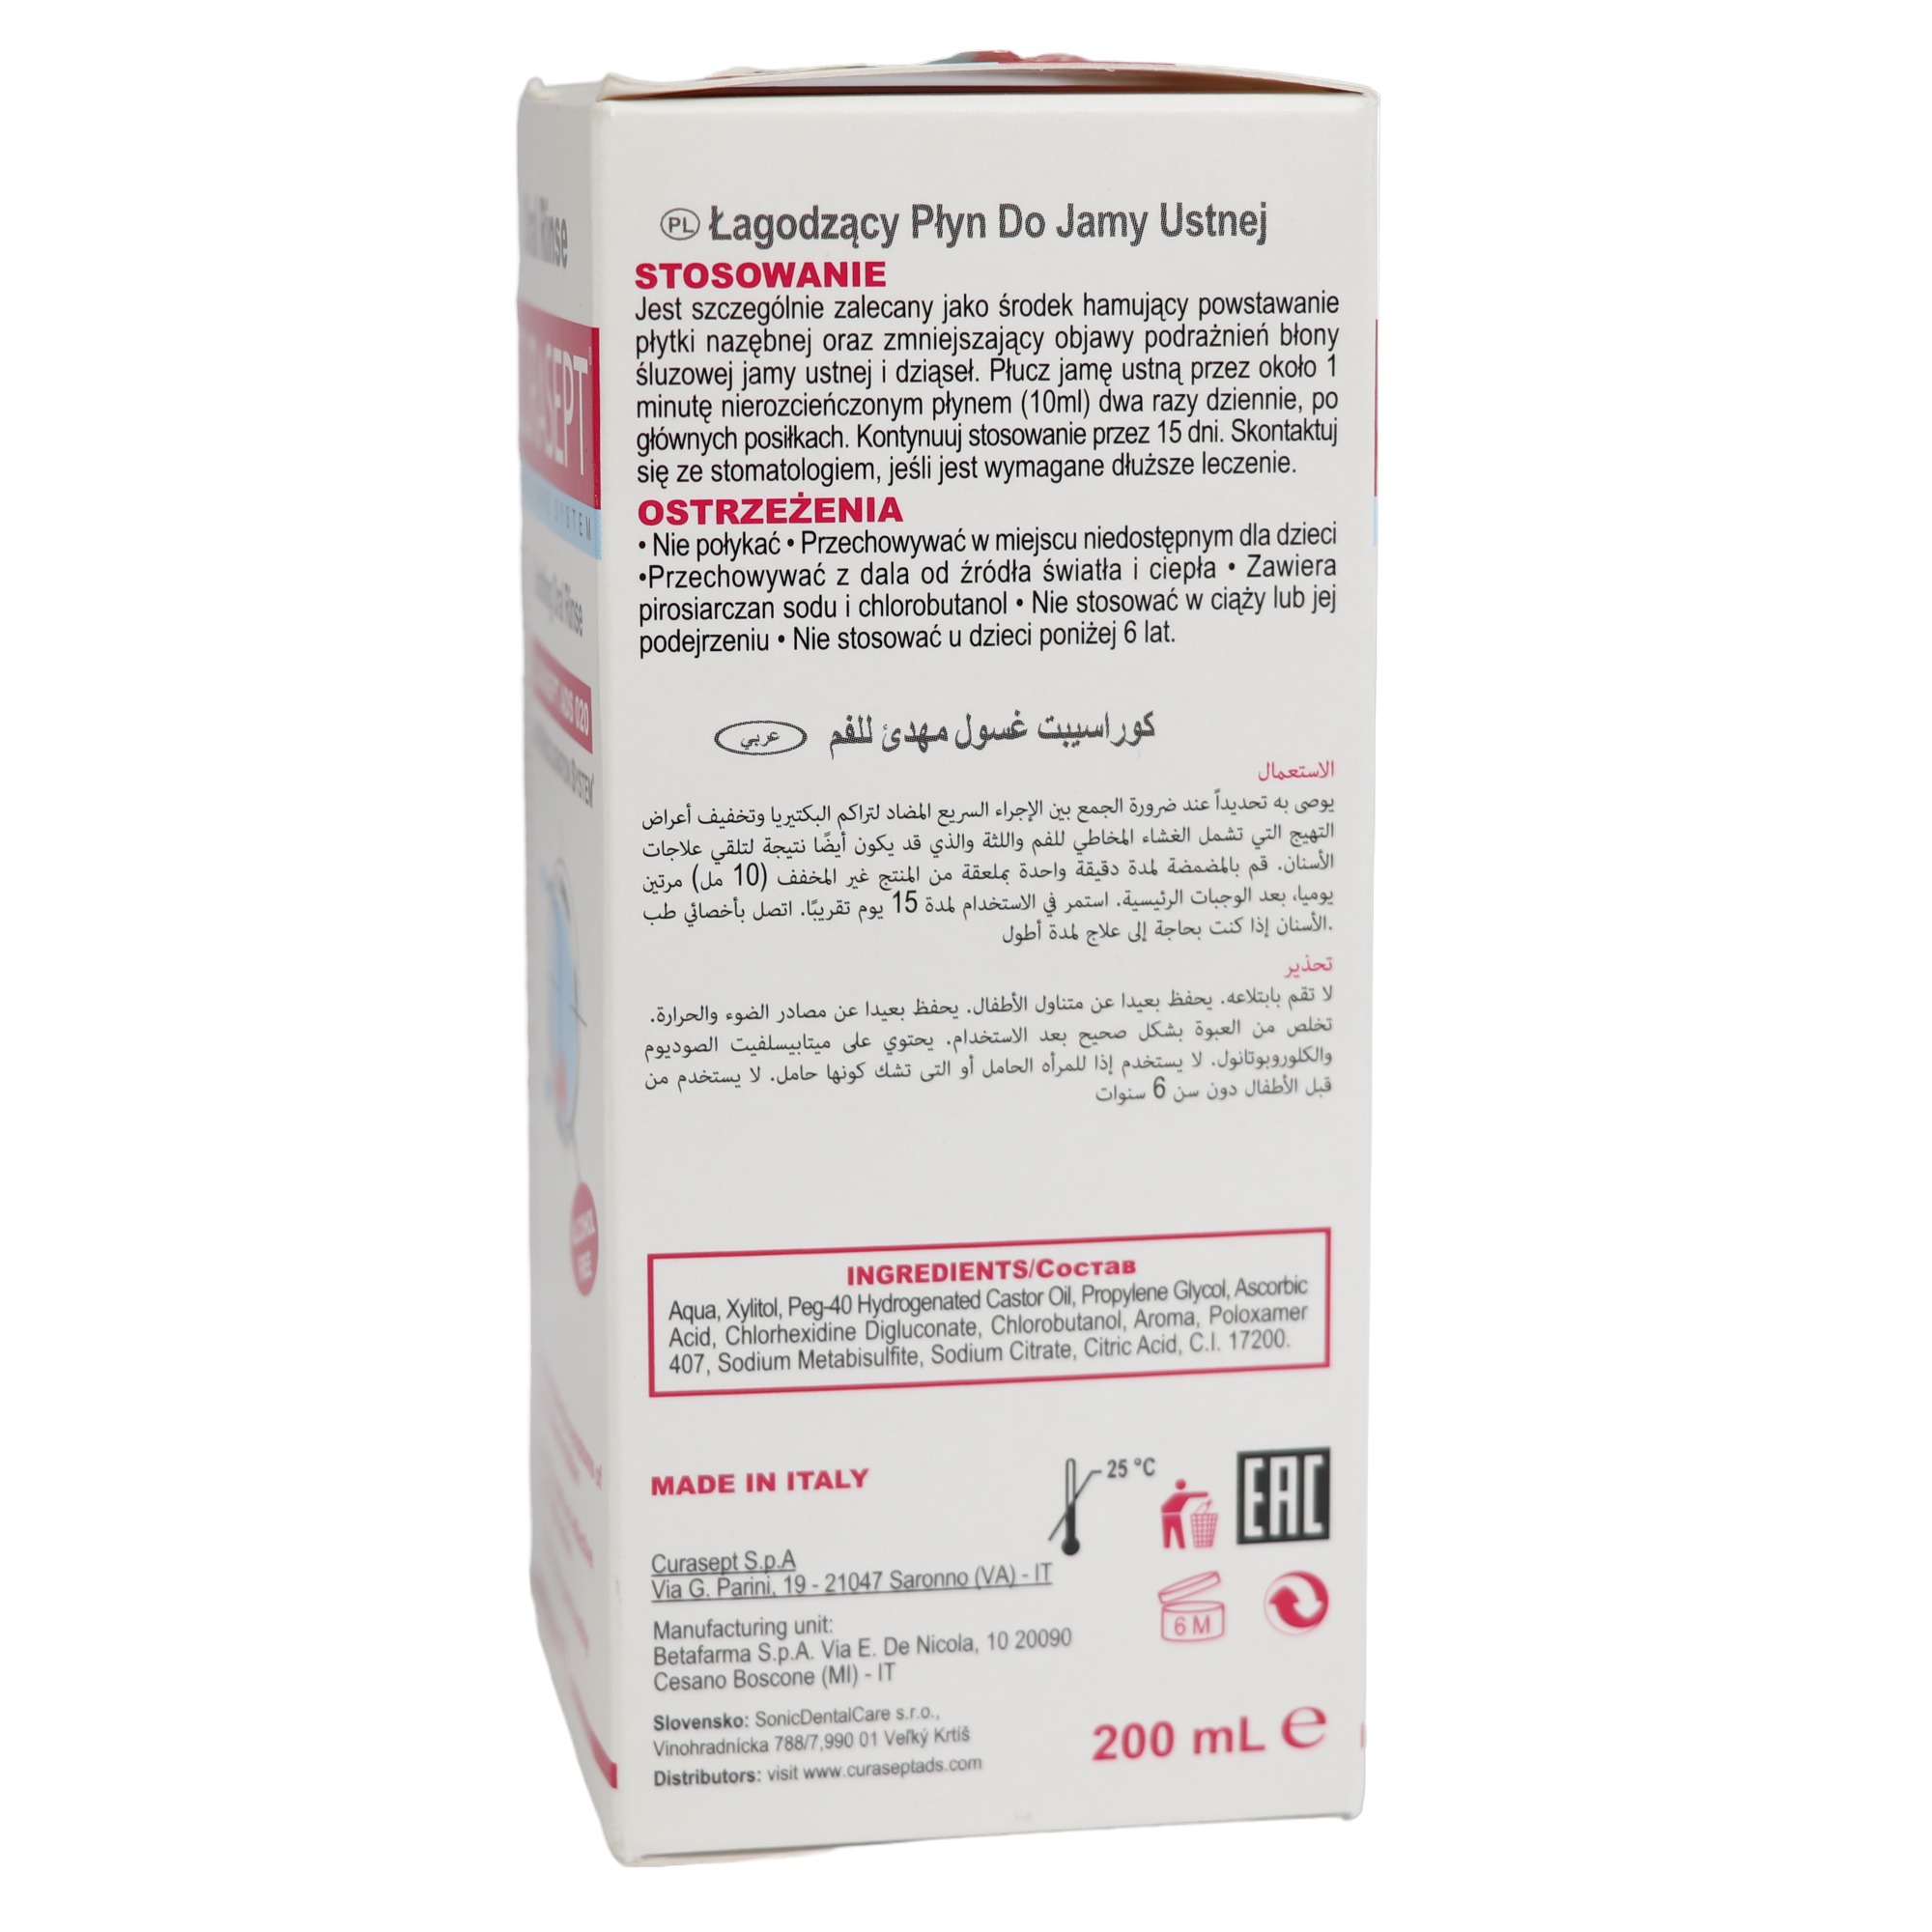 PL Łagodzący Płyn Do Jamy Ustnej
STOSOWANIE
Jest szczególnie zalecany jako środek hamujący powstawanie
płytki nazębnej oraz zmniejszający objawy podrażnień błony
śluzowej jamy ustnej i dziąseł. Płucz jamę ustną przez około 1
minutę nierozcieńczonym płynem (10ml) dwa razy dziennie, po
głównych posiłkach. Kontynuuj stosowanie przez 15 dni. Skontaktuj
się ze stomatologiem, jeśli jest wymagane dłuższe leczenie.
OSTRZEŻENIA
• Nie połykać • Przechowywać w miejscu niedostępnym dla dzieci
•Przechowywać z dala od źródła światła i ciepła • Zawiera
pirosiarczan sodu i chlorobutanol • Nie stosować w ciąży lub jej
podejrzeniu • Nie stosować u dzieci poniżej 6 lat.
كوراسيبت غسول مهدئ للفم عربي
الاستعمال
يوصى به تحديداً عند ضرورة الجمع بين الإجراء السريع المضاد لتراكم البكتيريا وتخفيف أعراض
التهيج التي تشمل الغشاء المخاطي للفم واللثة والذي قد يكون أيضًا نتيجة لتلقي علاجات
الأسنان. قم بالمضمضة لمدة دقيقة واحدة بملعقة من المنتج غير المخفف (10 مل) مرتين
يوميا، بعد الوجبات الرئيسية. استمر في الاستخدام لمدة 15 يوم تقريبًا. اتصل بأخصائي طب
.الأسنان إذا كنت بحاجة إلى علاج لمدة أطول
تحذير
لا تقم بابتلاعه. يحفظ بعيدا عن متناول الأطفال. يحفظ بعيدا عن مصادر الضوء والحرارة.
تخلص من العبوة بشكل صحيح بعد الاستخدام. يحتوي على ميتابيسلفيت الصوديوم
والكلوروبوتانول. لا يستخدم إذا للمرأه الحامل أو التى تشك كونها حامل. لا يستخدم من
قبل الأطفال دون سن 6 سنوات
INGREDIENTS/Состав
Aqua, Xylitol, Peg-40 Hydrogenated Castor Oil, Propylene Glycol, Ascorbic
Acid, Chlorhexidine Digluconate, Chlorobutanol, Aroma, Poloxamer
407, Sodium Metabisulfite, Sodium Citrate, Citric Acid, C.I. 17200.
MADE IN ITALY
25 °C
EAC
Curasept S.p.A
Via G. Parini, 19 - 21047 Saronno (VA) - IT
6 M
Manufacturing unit:
Betafarma S.p.A. Via E. De Nicola, 10 20090
Cesano Boscone (MI) - IT
Slovensko: SonicDentalCare s.r.o.,
Vinohradnícka 788/7,990 01 Veľký Krtíš
Distributors: visit www.curaseptads.com
200 mL e
Rinse
SEPT
SYSTEM
Oral Rinse
ADS 020
SYSTEM
ALCOHOL
FREE